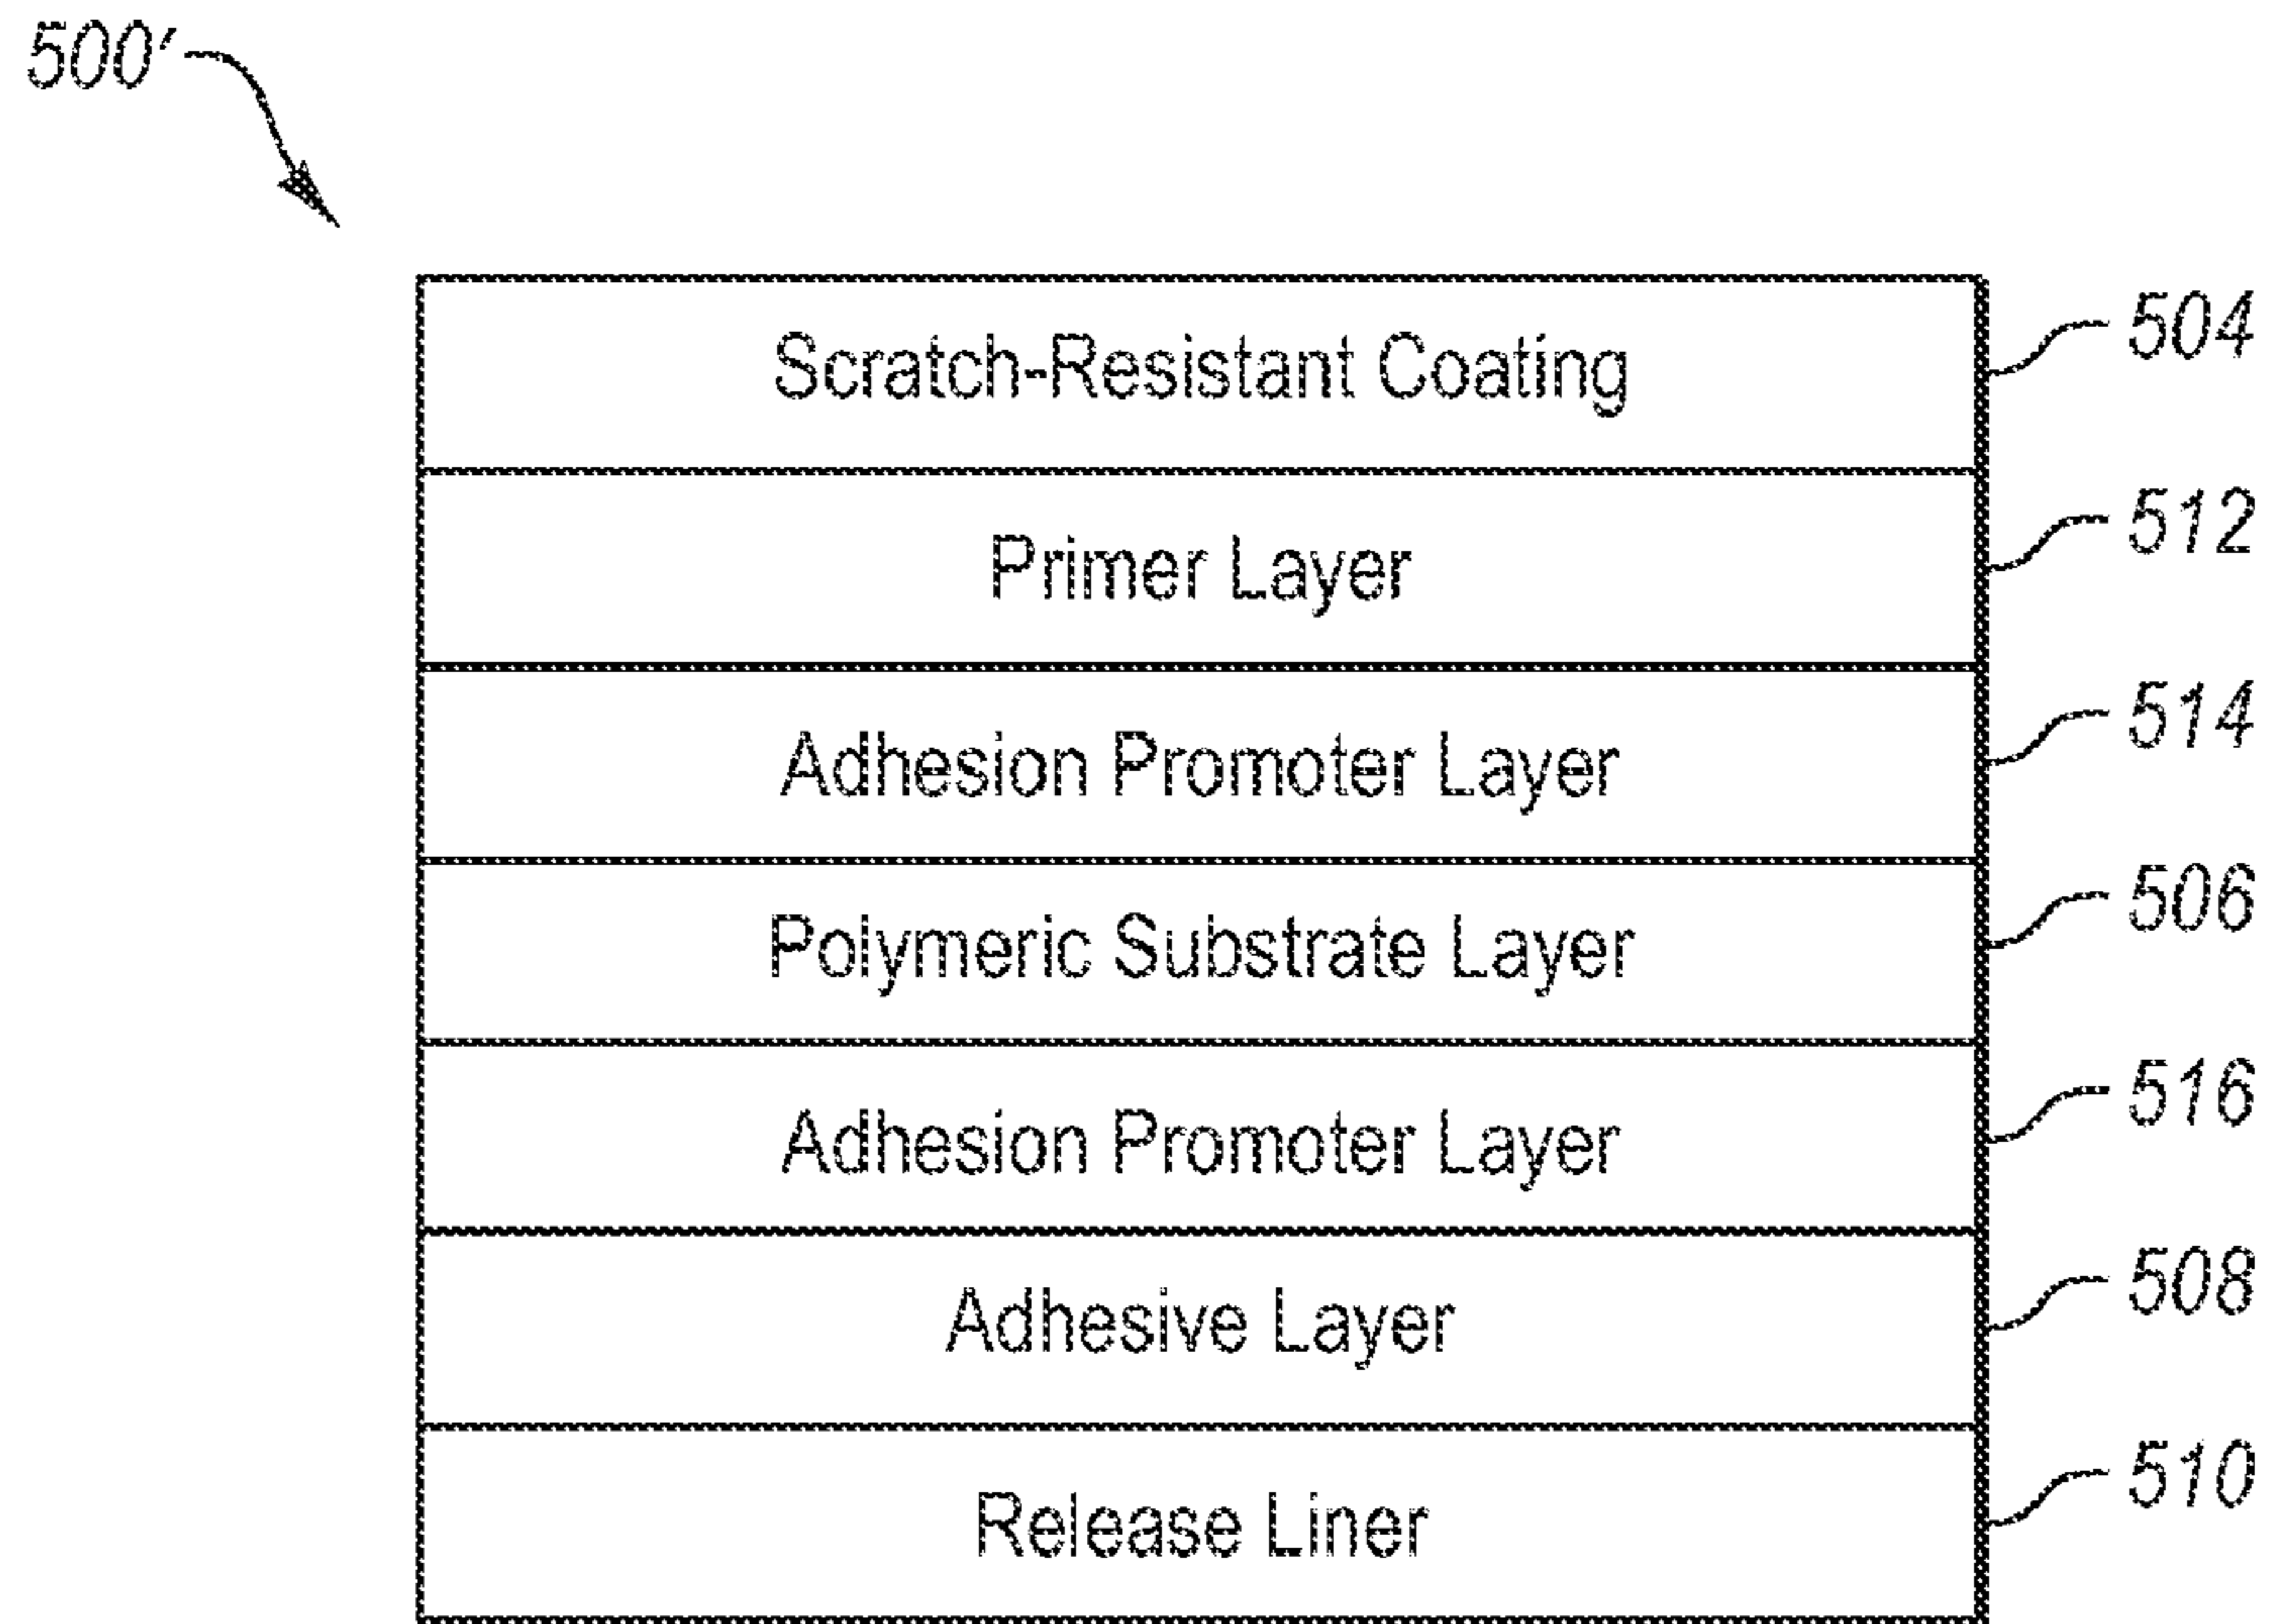 500'
Scratch-Resistant Coating 504
Primer Layer 512
Adhesion Promoter Layer 514
Polymeric Substrate Layer 506
Adhesion Promoter Layer 516
Adhesive Layer 508
Release Liner 510